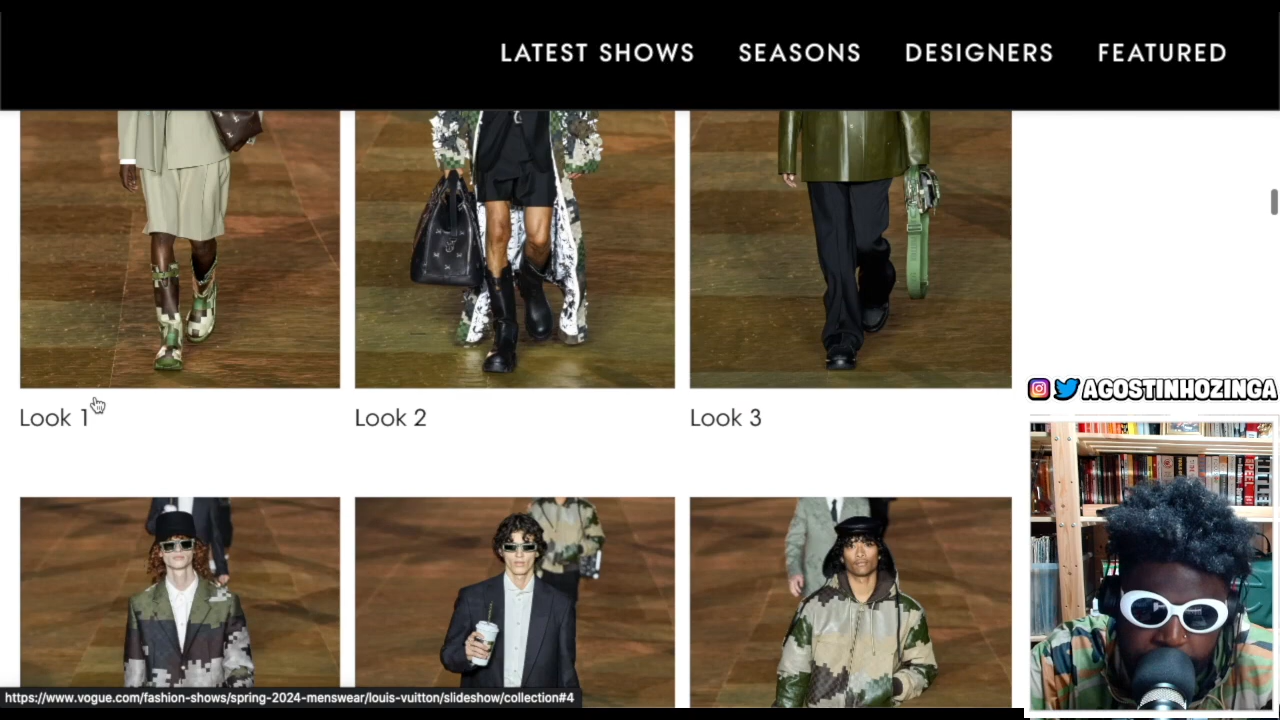 LATEST SHOWS SEASONS DESIGNERS FEATURED
AGOSTINHOZINGA
Look 1 Look 2 Look 3
https://www.vogue.com/fashion-shows/spring-2024-menswear/louis-vuitton/slideshow/collection#4